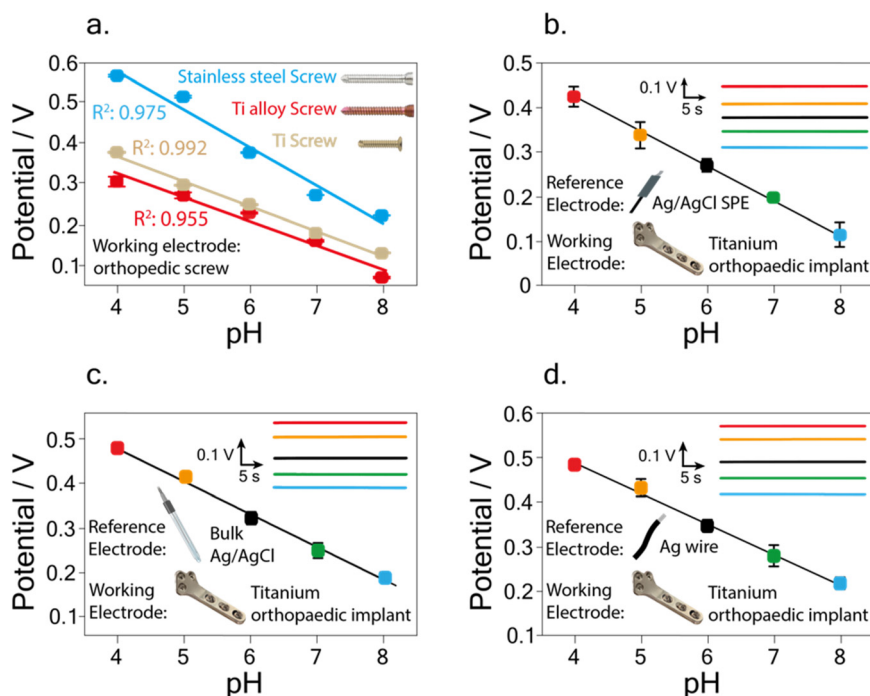 a.
Potential / V
0.6
0.5
0.4
0.3
0.2
0.1
Stainless steel Screw
R²: 0.975
Ti alloy Screw
R²: 0.992
Ti Screw
R²: 0.955
Working electrode:
orthopedic screw
4 5 6 7 8
pH
b.
Potential / V
0.5
0.4
0.3
0.2
0.1
0
0.1 V
5 s
Reference
Electrode:
Ag/AgCl SPE
Working
Electrode:
Titanium
orthopaedic implant
4 5 6 7 8
pH
c.
Potential / V
0.5
0.4
0.3
0.2
0.1
0.1 V
5 s
Reference
Electrode:
Bulk
Ag/AgCl
Working
Electrode:
Titanium
orthopaedic implant
4 5 6 7 8
pH
d.
Potential / V
0.6
0.5
0.4
0.3
0.2
0.1
0.1 V
5 s
Reference
Electrode:
Ag wire
Working
Electrode:
Titanium
orthopaedic implant
4 5 6 7 8
pH